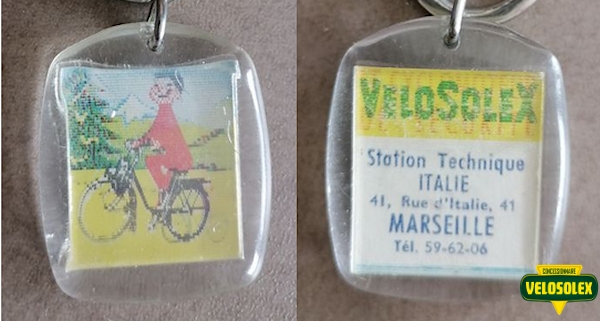 VELOSOLEX
Station Technique
ITALIE
41, Rue d'Italie, 41
MARSEILLE
Tél. 59-62-06
CONCESSIONNAIRE
VELOSOLEX